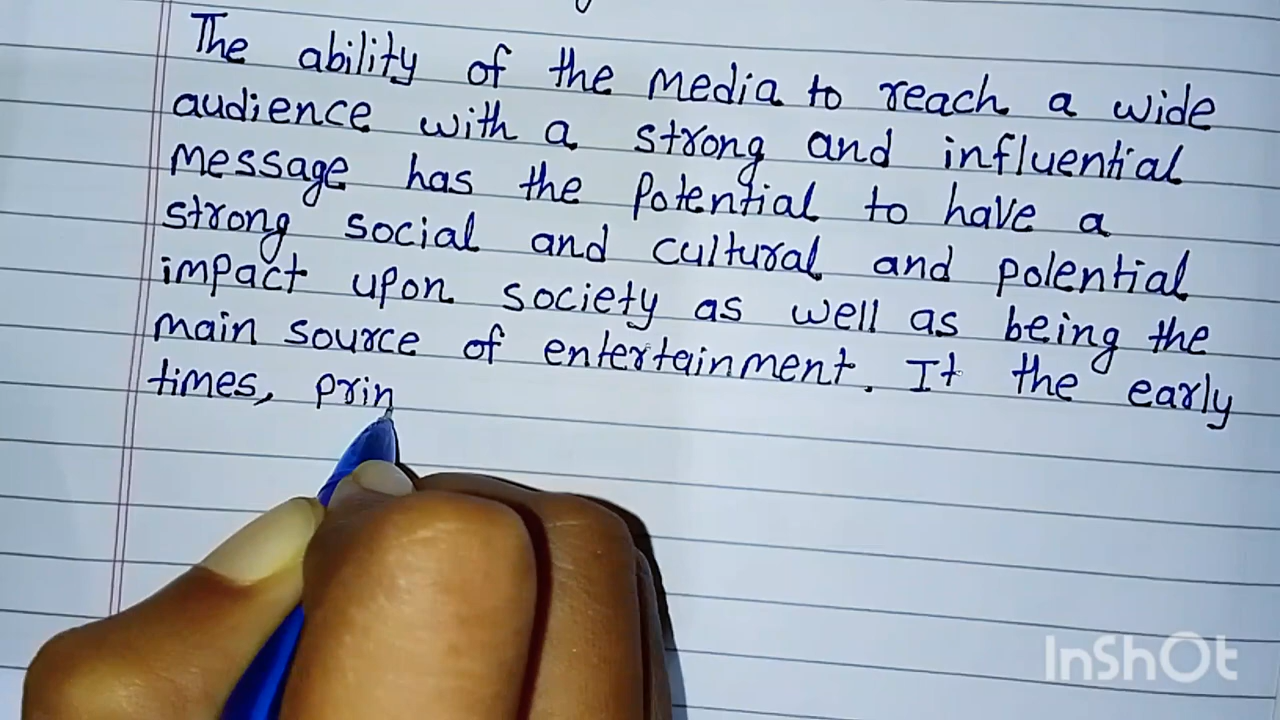 The ability of the media to reach a wide
audience with a strong and influential
message has the potential to have a
strong social and cultural and polential
impact upon society as well as being the
main source of entertainment. It the early
times, prin
InShOt